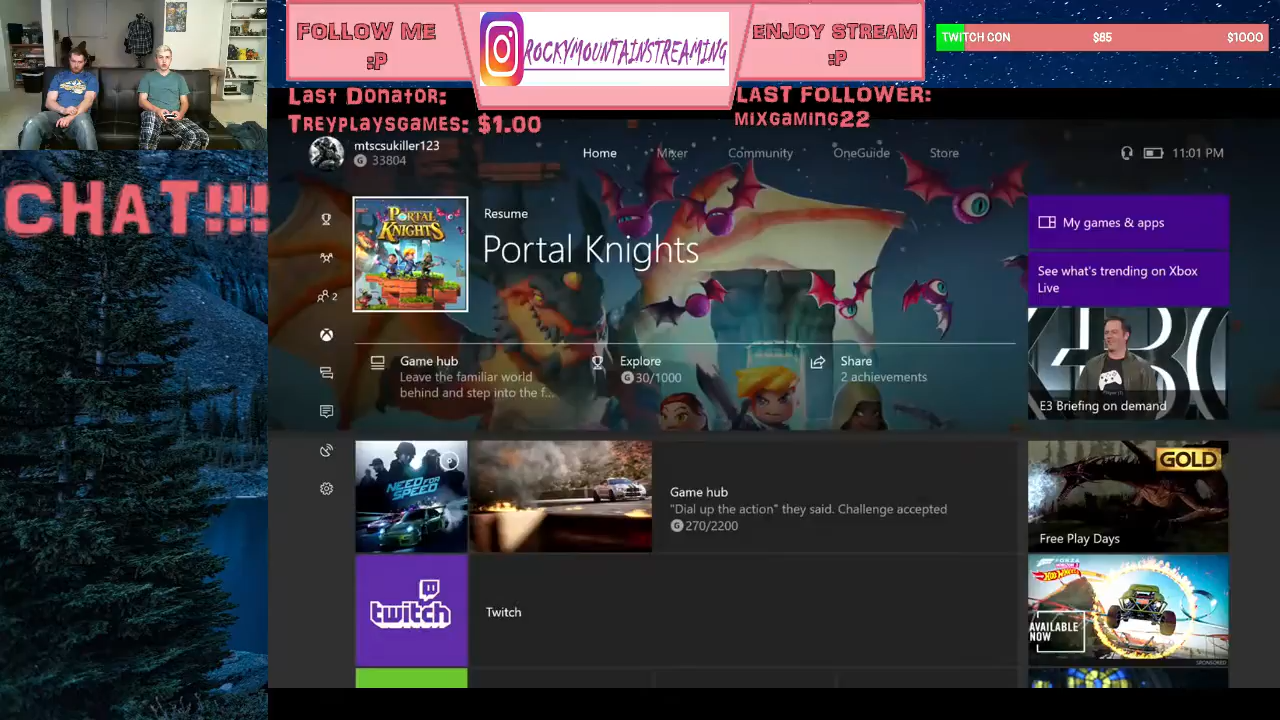 FOLLOW ME
:P
ROCKYMOUNTAINSTREAMING
ENJOY STREAM
:P
TWITCH CON $85 $1000
Last Donator:
Treyplaysgames: $1.00
LAST FOLLOWER:
mixgaming22
CHAT!!!
mtscsukiller123
G 33804
Home Mixer Community OneGuide Store
11:01 PM
PORTAL KNIGHTS
Resume
Portal Knights
2
Game hub
Leave the familiar world
behind and step into the f...
Explore
G 30/1000
Share
2 achievements
My games & apps
See what's trending on Xbox
Live
E3 Briefing on demand
NEED FOR SPEED
Game hub
"Dial up the action" they said. Challenge accepted
G 270/2200
GOLD
Free Play Days
twitch
Twitch
Hot Wheels
AVAILABLE
NOW
SPONSORED